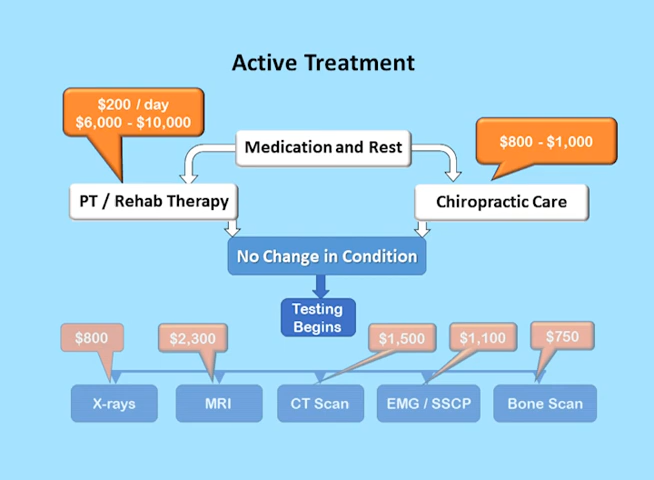 Active Treatment
$200 / day
$6,000 - $10,000
Medication and Rest
$800 - $1,000
PT / Rehab Therapy
Chiropractic Care
No Change in Condition
Testing
Begins
$800
$2,300
$1,500
$1,100
$750
X-rays
MRI
CT Scan
EMG / SSCP
Bone Scan